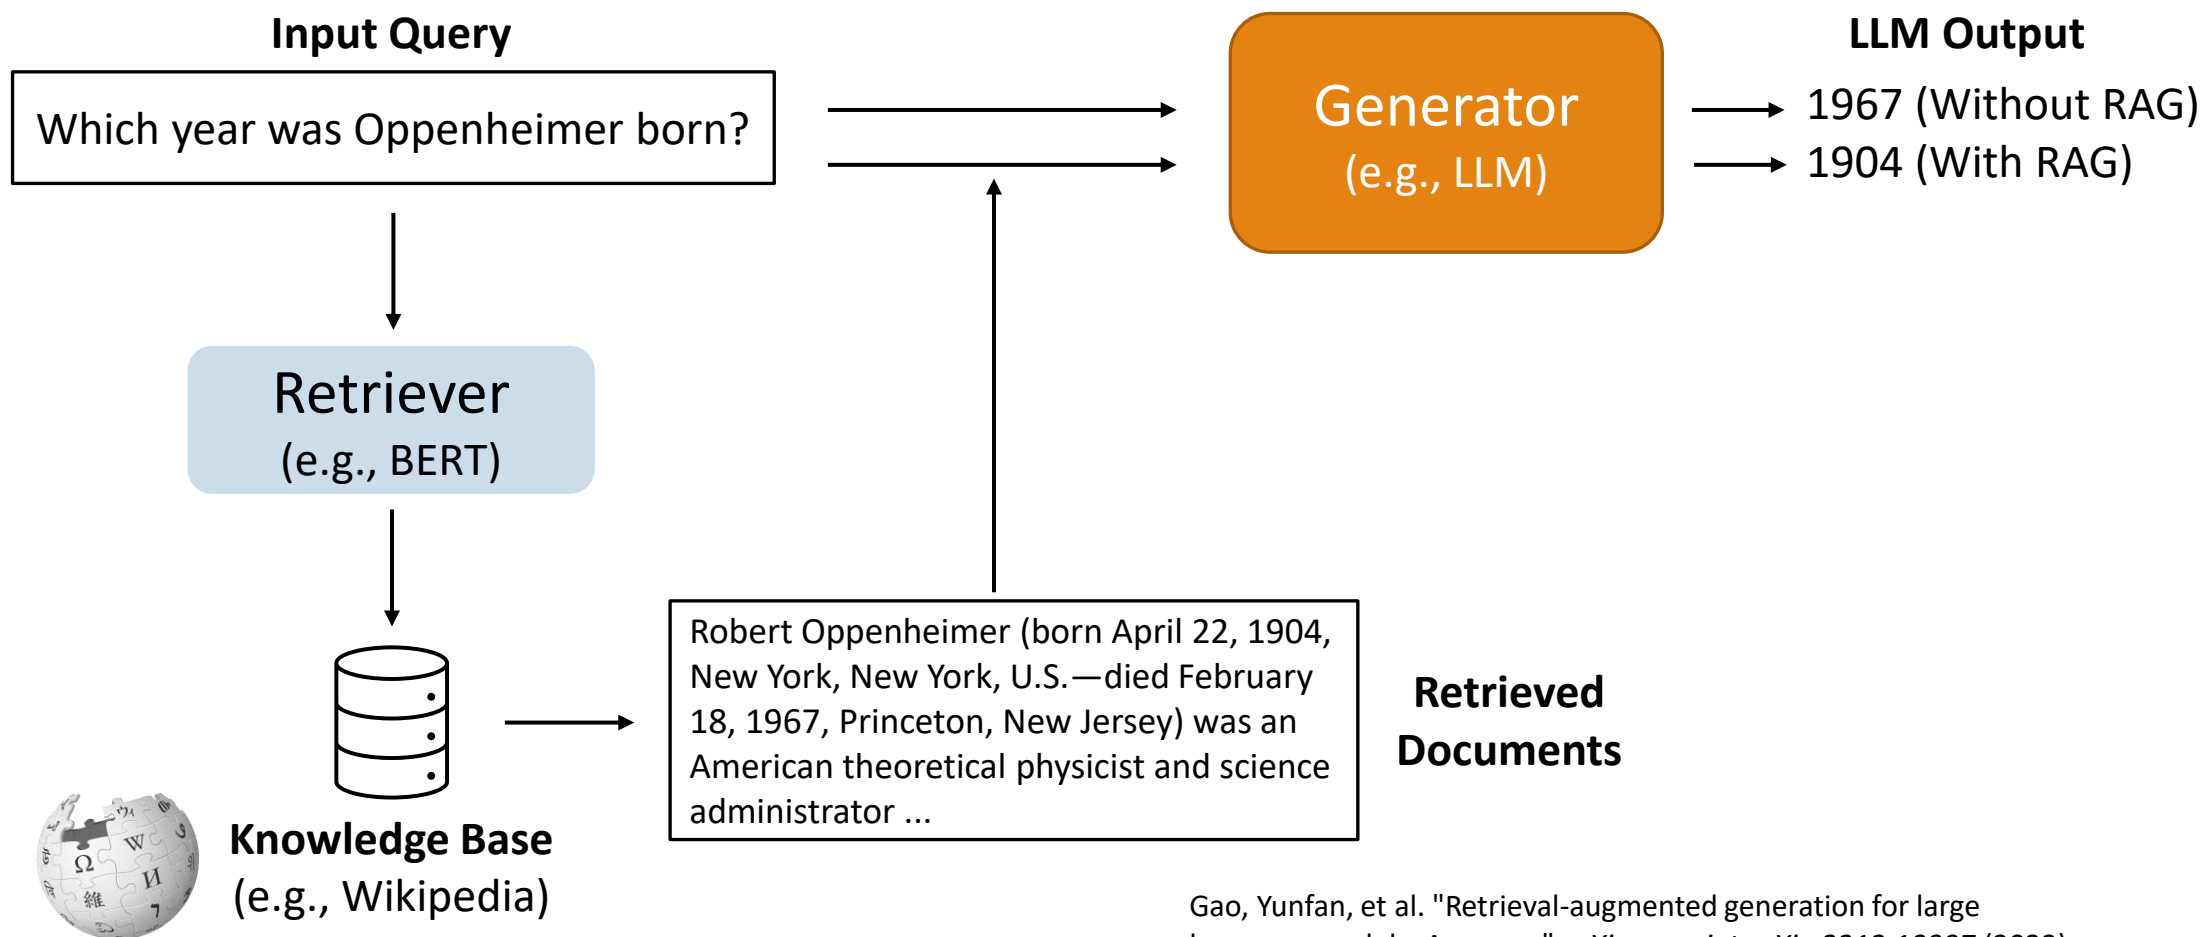 Input Query
Which year was Oppenheimer born?
Generator
(e.g., LLM)
LLM Output
1967 (Without RAG)
1904 (With RAG)
Retriever
(e.g., BERT)
Knowledge Base
(e.g., Wikipedia)
Robert Oppenheimer (born April 22, 1904,
New York, New York, U.S.—died February
18, 1967, Princeton, New Jersey) was an
American theoretical physicist and science
administrator ...
Retrieved
Documents
Ω
W
И
維
Gao, Yunfan, et al. "Retrieval-augmented generation for large